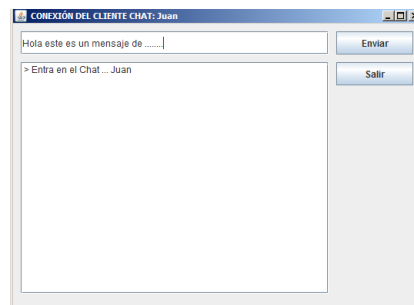 CONEXIÓN DEL CLIENTE CHAT: Juan
Hola este es un mensaje de ........
Enviar
> Entra en el Chat ... Juan
Salir